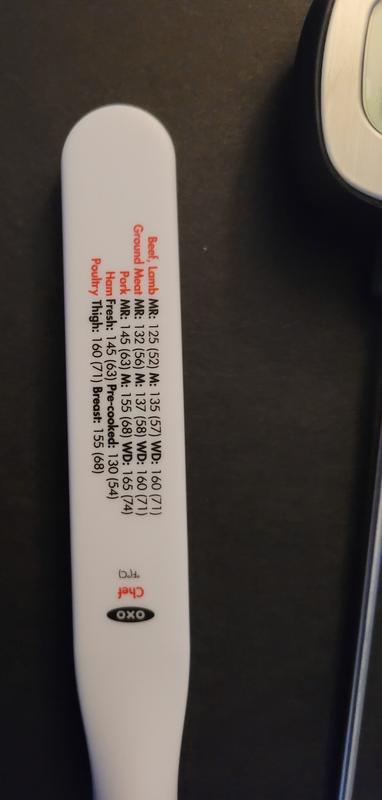 Beef, Lamb MR: 125 (52) M: 135 (57) WD: 160 (71)
Ground Meat MR: 132 (56) M: 137 (58) WD: 160 (71)
Pork MR: 145 (63) M: 155 (68) WD: 165 (74)
Ham Fresh: 145 (63) Pre-cooked: 130 (54)
Poultry Thigh: 160 (71) Breast: 155 (68)
Chef
°F(°C)
OXO